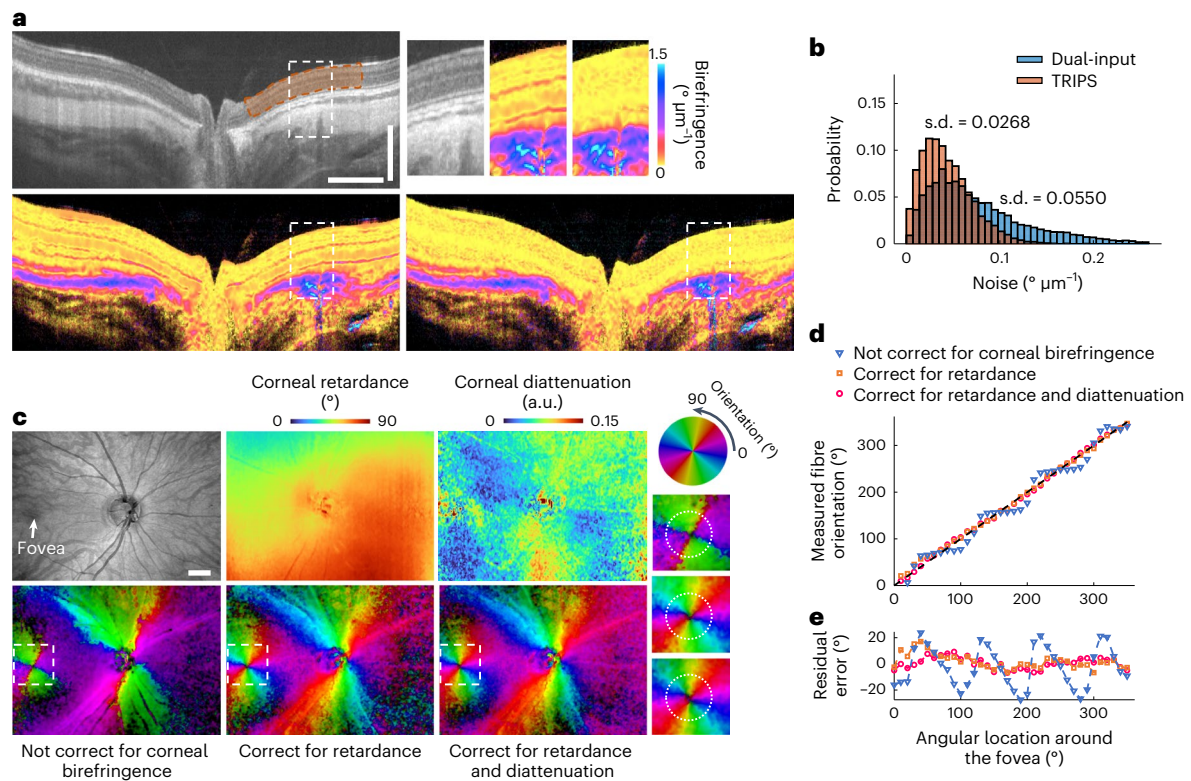 a
1.5
0
Birefringence
(° µm⁻¹)
b
Dual-input
TRIPS
0.15
0.10
0.05
0
Probability
s.d. = 0.0268
s.d. = 0.0550
0
0.1
0.2
Noise (° µm⁻¹)
c
Corneal retardance
(°)
0
90
Corneal diattenuation
(a.u.)
0
0.15
90
Orientation (°)
0
Fovea
Not correct for corneal
birefringence
Correct for retardance
Correct for retardance
and diattenuation
d
Not correct for corneal birefringence
Correct for retardance
Correct for retardance and diattenuation
300
200
100
0
Measured fibre
orientation (°)
0
100
200
300
e
20
0
−20
Residual
error (°)
0
100
200
300
Angular location around
the fovea (°)